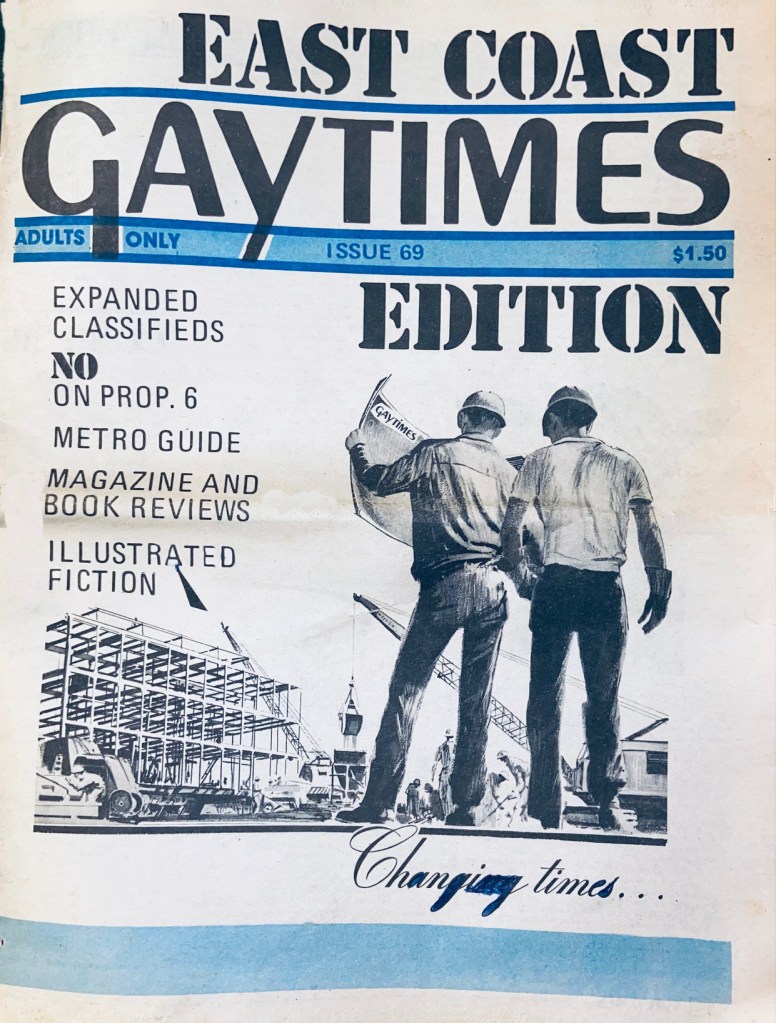 EAST COAST
GAYTIMES
ADULTS ONLY ISSUE 69 $1.50
EDITION
EXPANDED
CLASSIFIEDS
NO
ON PROP. 6
METRO GUIDE
MAGAZINE AND
BOOK REVIEWS
ILLUSTRATED
FICTION
GAYTIMES
Changing times...